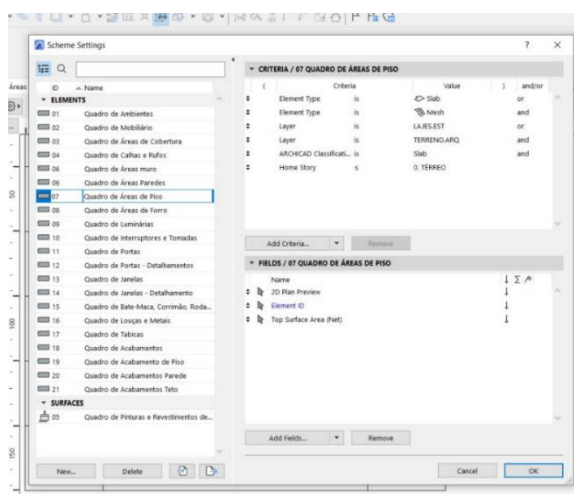 Scheme Settings
? ×
ID Name
ELEMENTS
01 Quadro de Ambientes
02 Quadro de Mobiliário
03 Quadro de Áreas de Cobertura
04 Quadro de Calhas e Rufos
06 Quadro de Áreas muro
06 Quadro de Áreas Paredes
07 Quadro de Áreas de Piso
08 Quadro de Áreas de Forro
09 Quadro de Luminárias
10 Quadro de Interruptores e Tomadas
11 Quadro de Portas
12 Quadro de Portas - Detalhamentos
13 Quadro de Janelas
14 Quadro de Janelas - Detalhamento
15 Quadro de Bate-Maca, Corrimão, Roda...
16 Quadro de Louças e Metais
17 Quadro de Tabicas
18 Quadro de Acabamentos
19 Quadro de Acabamento de Piso
20 Quadro de Acabamentos Parede
21 Quadro de Acabamentos Teto
SURFACES
05 Quadro de Pinturas e Revestimentos de...
New... Delete
CRITERIA / 07 QUADRO DE ÁREAS DE PISO
( Criteria Value ) and/or
Element Type is Slab or
Element Type is Mesh and
Layer is LAJES.EST or
Layer is TERRENO.ARQ and
ARCHICAD Classificati... is Slab and
Home Story ≤ 0. TÉRREO
Add Criteria... Remove
FIELDS / 07 QUADRO DE ÁREAS DE PISO
Name
2D Plan Preview
Element ID
Top Surface Area (Net)
Add Fields... Remove
Cancel OK
Áreas
50
100
150